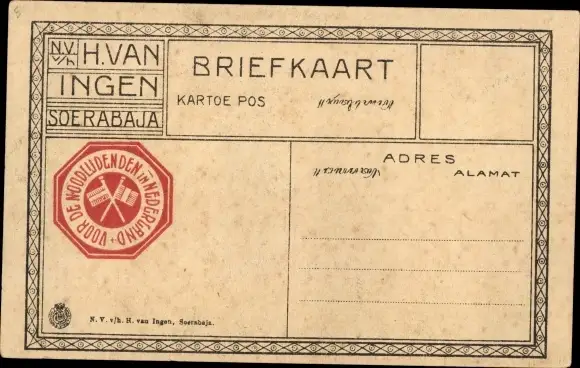 N.V. v/h H. VAN
INGEN
SOERABAJA
BRIEFKAART
KARTOE POS
VOOR DE NOODLIJDENDEN IN NEDERLAND
ADRES
ALAMAT
N. V. v/h. H. van Ingen, Soerabaja.